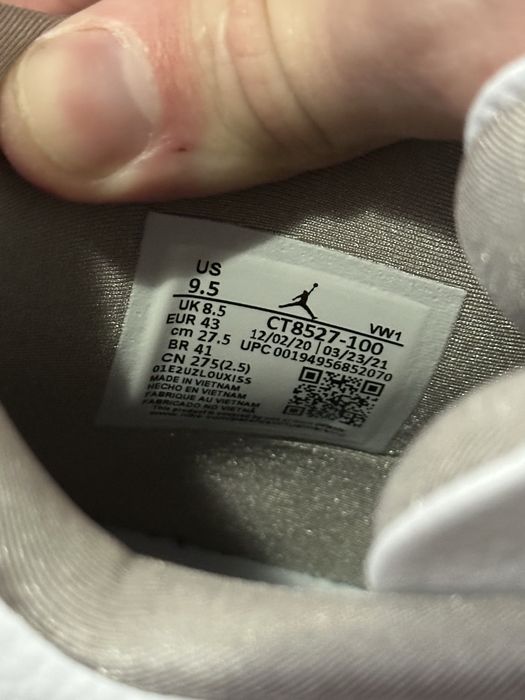 US
9.5
UK 8.5
EUR 43
cm 27.5
BR 41
CN 275(2.5)
01E2UZL0UXISS
MADE IN VIETNAM
HECHO EN VIETNAM
FABRIQUE AU VIETNAM
FABRICADO NO VIETNÃ
VW1
CT8527-100
12/02/20 | 03/23/21
UPC 00194956852070